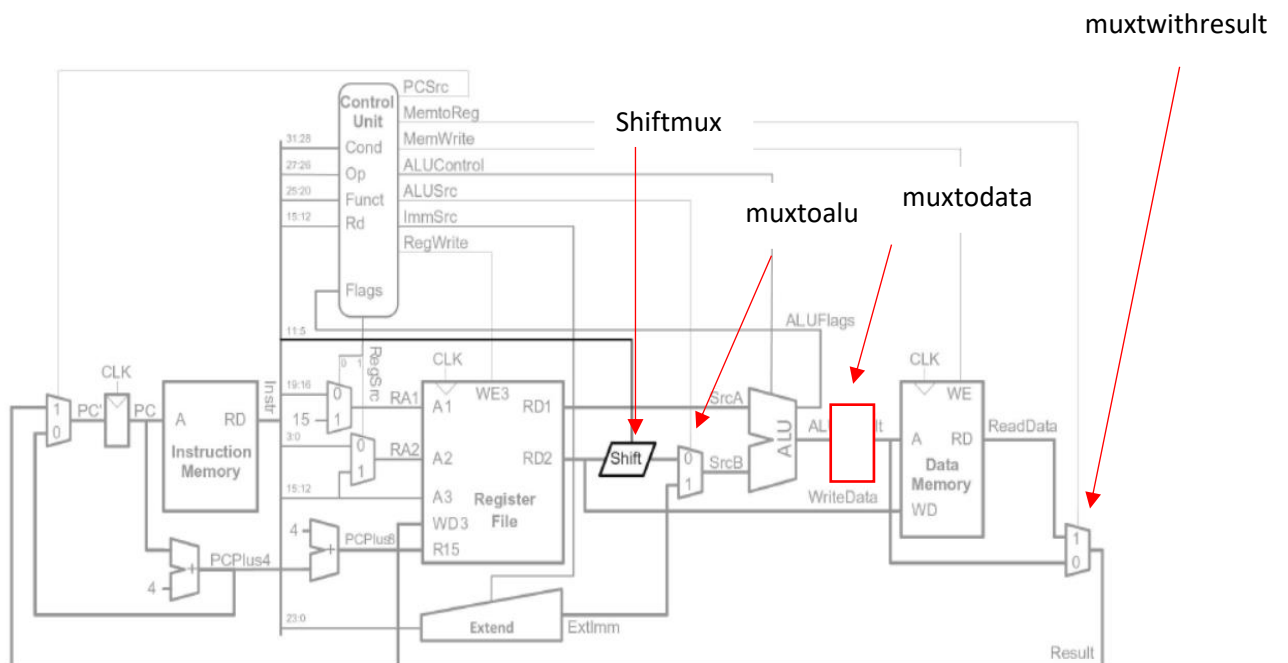 muxtwithresult
PCSrc
Control
Unit
MemtoReg
Shiftmux
31:28
Cond
MemWrite
27:26
Op
ALUControl
25:20
Funct
ALUSrc
muxtoalu
muxtodata
15:12
Rd
ImmSrc
RegWrite
Flags
ALUFlags
11:5
CLK
0 1
RegSrc
CLK
CLK
1
0
PC'
PC
A
RD
Instruction
Memory
Instr
19:16
0
1
15
RA1
A1
WE3
RD1
SrcA
ALU
WE
3:0
0
1
RA2
A2
RD2
Shift
0
1
SrcB
A
RD
ReadData
Data
Memory
15:12
A3
Register
File
WriteData
WD
WD3
R15
4
+
PCPlus8
1
0
4
+
PCPlus4
23:0
Extend
ExtImm
Result